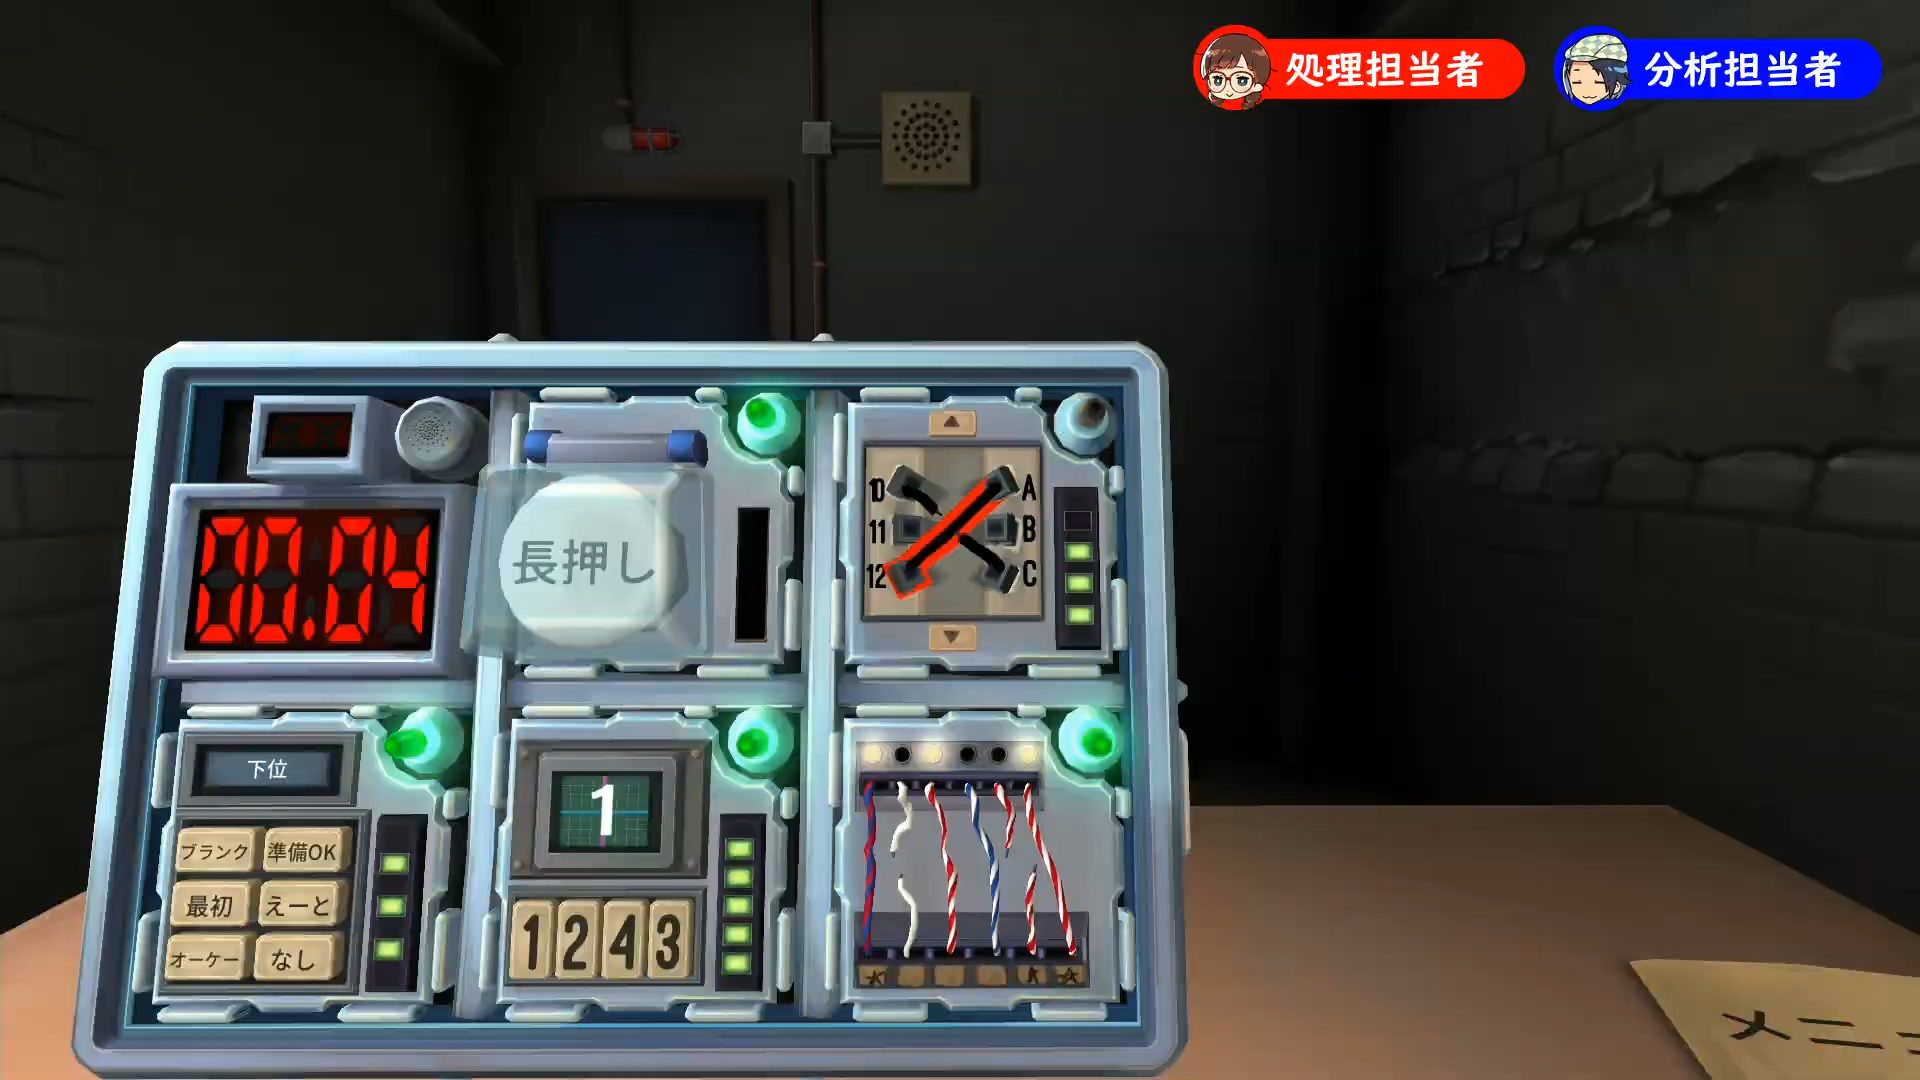 処理担当者
分析担当者
00.04
長押し
10 A
11 B
12 C
下位
ブランク 準備OK
最初 えーと
オーケー なし
1
1 2 4 3
メニ